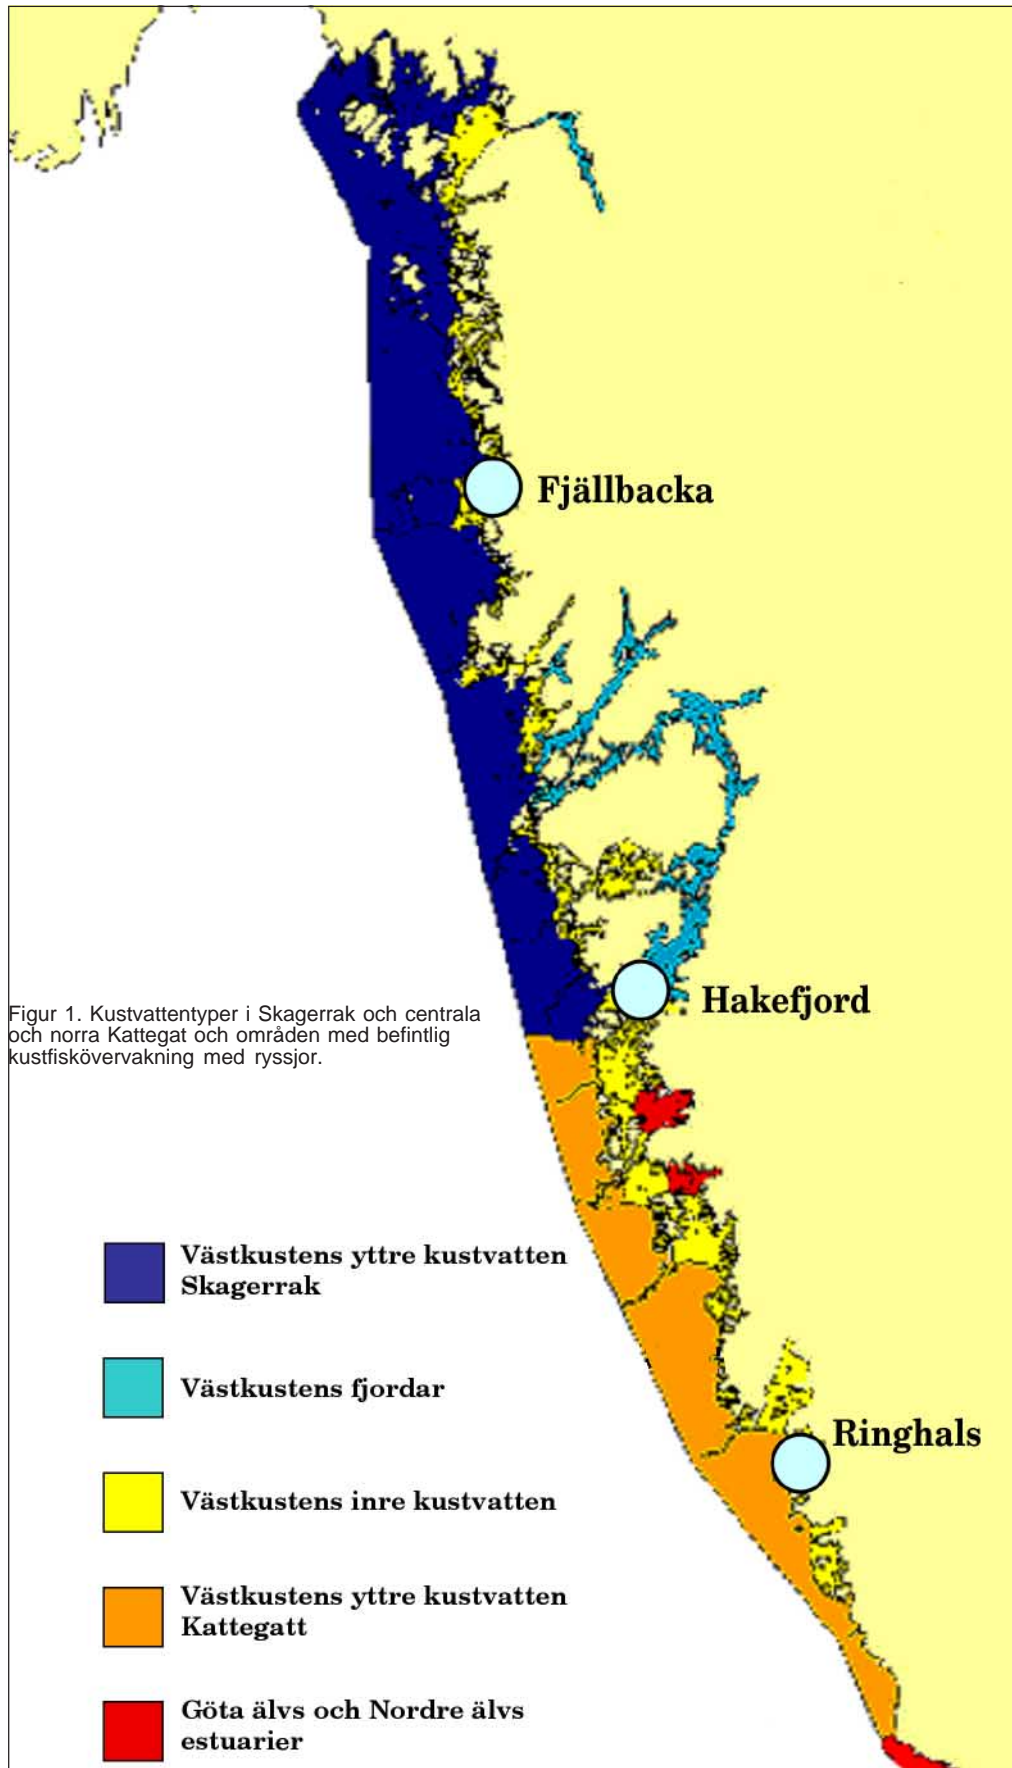 Fjällbacka
Hakefjord
Figur 1. Kustvattentyper i Skagerrak och centrala
och norra Kattegat och områden med befintlig
kustfiskövervakning med ryssjor.
Ringhals
Västkustens yttre kustvatten
Skagerrak
Västkustens fjordar
Västkustens inre kustvatten
Västkustens yttre kustvatten
Kattegatt
Göta älvs och Nordre älvs
estuarier